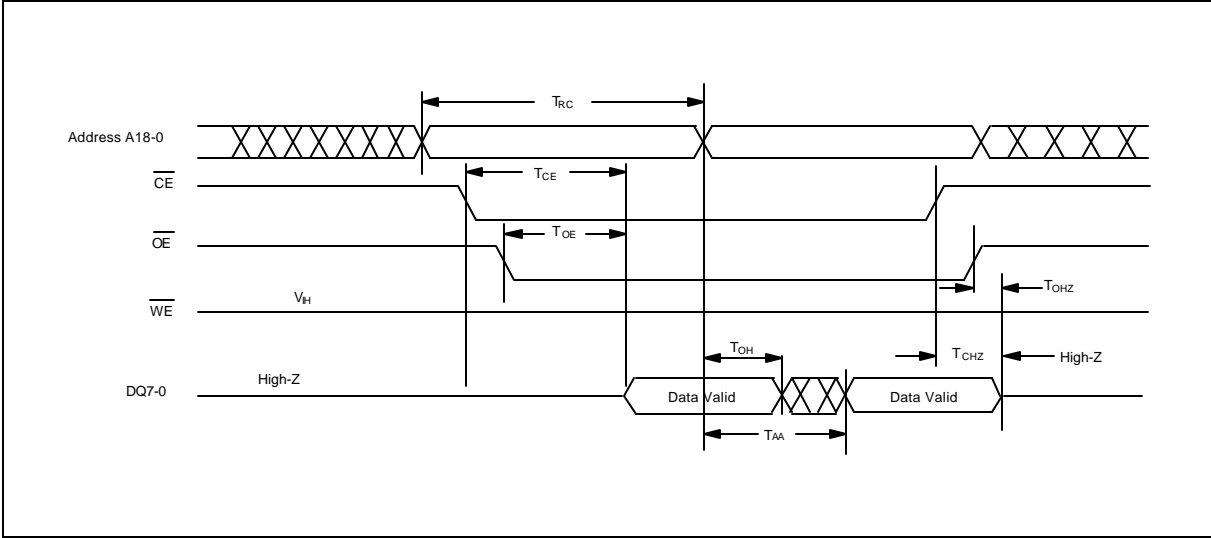 TRC
Address A18-0
TCE
CE
TOE
OE
TOHZ
VIH
WE
TOH
TCHZ
High-Z
High-Z
DQ7-0
Data Valid
Data Valid
TAA